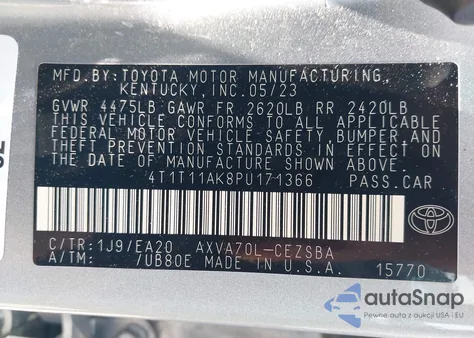 MFD.BY:TOYOTA MOTOR MANUFACTURING,
KENTUCKY, INC.05/23
GVWR 4475LB GAWR FR 2620LB RR 2420LB
THIS VEHICLE CONFORMS TO ALL APPLICABLE
FEDERAL MOTOR VEHICLE SAFETY, BUMPER, AND
THEFT PREVENTION STANDARDS IN EFFECT ON
THE DATE OF MANUFACTURE SHOWN ABOVE.
4T1T11AK8PU171366 PASS.CAR
C/TR:1J9/EA20 AXVA70L-CEZSBA
A/TM: /UB80E MADE IN U.S.A. 15770
TOYOTA
autoSnap
Pewne auto z aukcji USA i EU